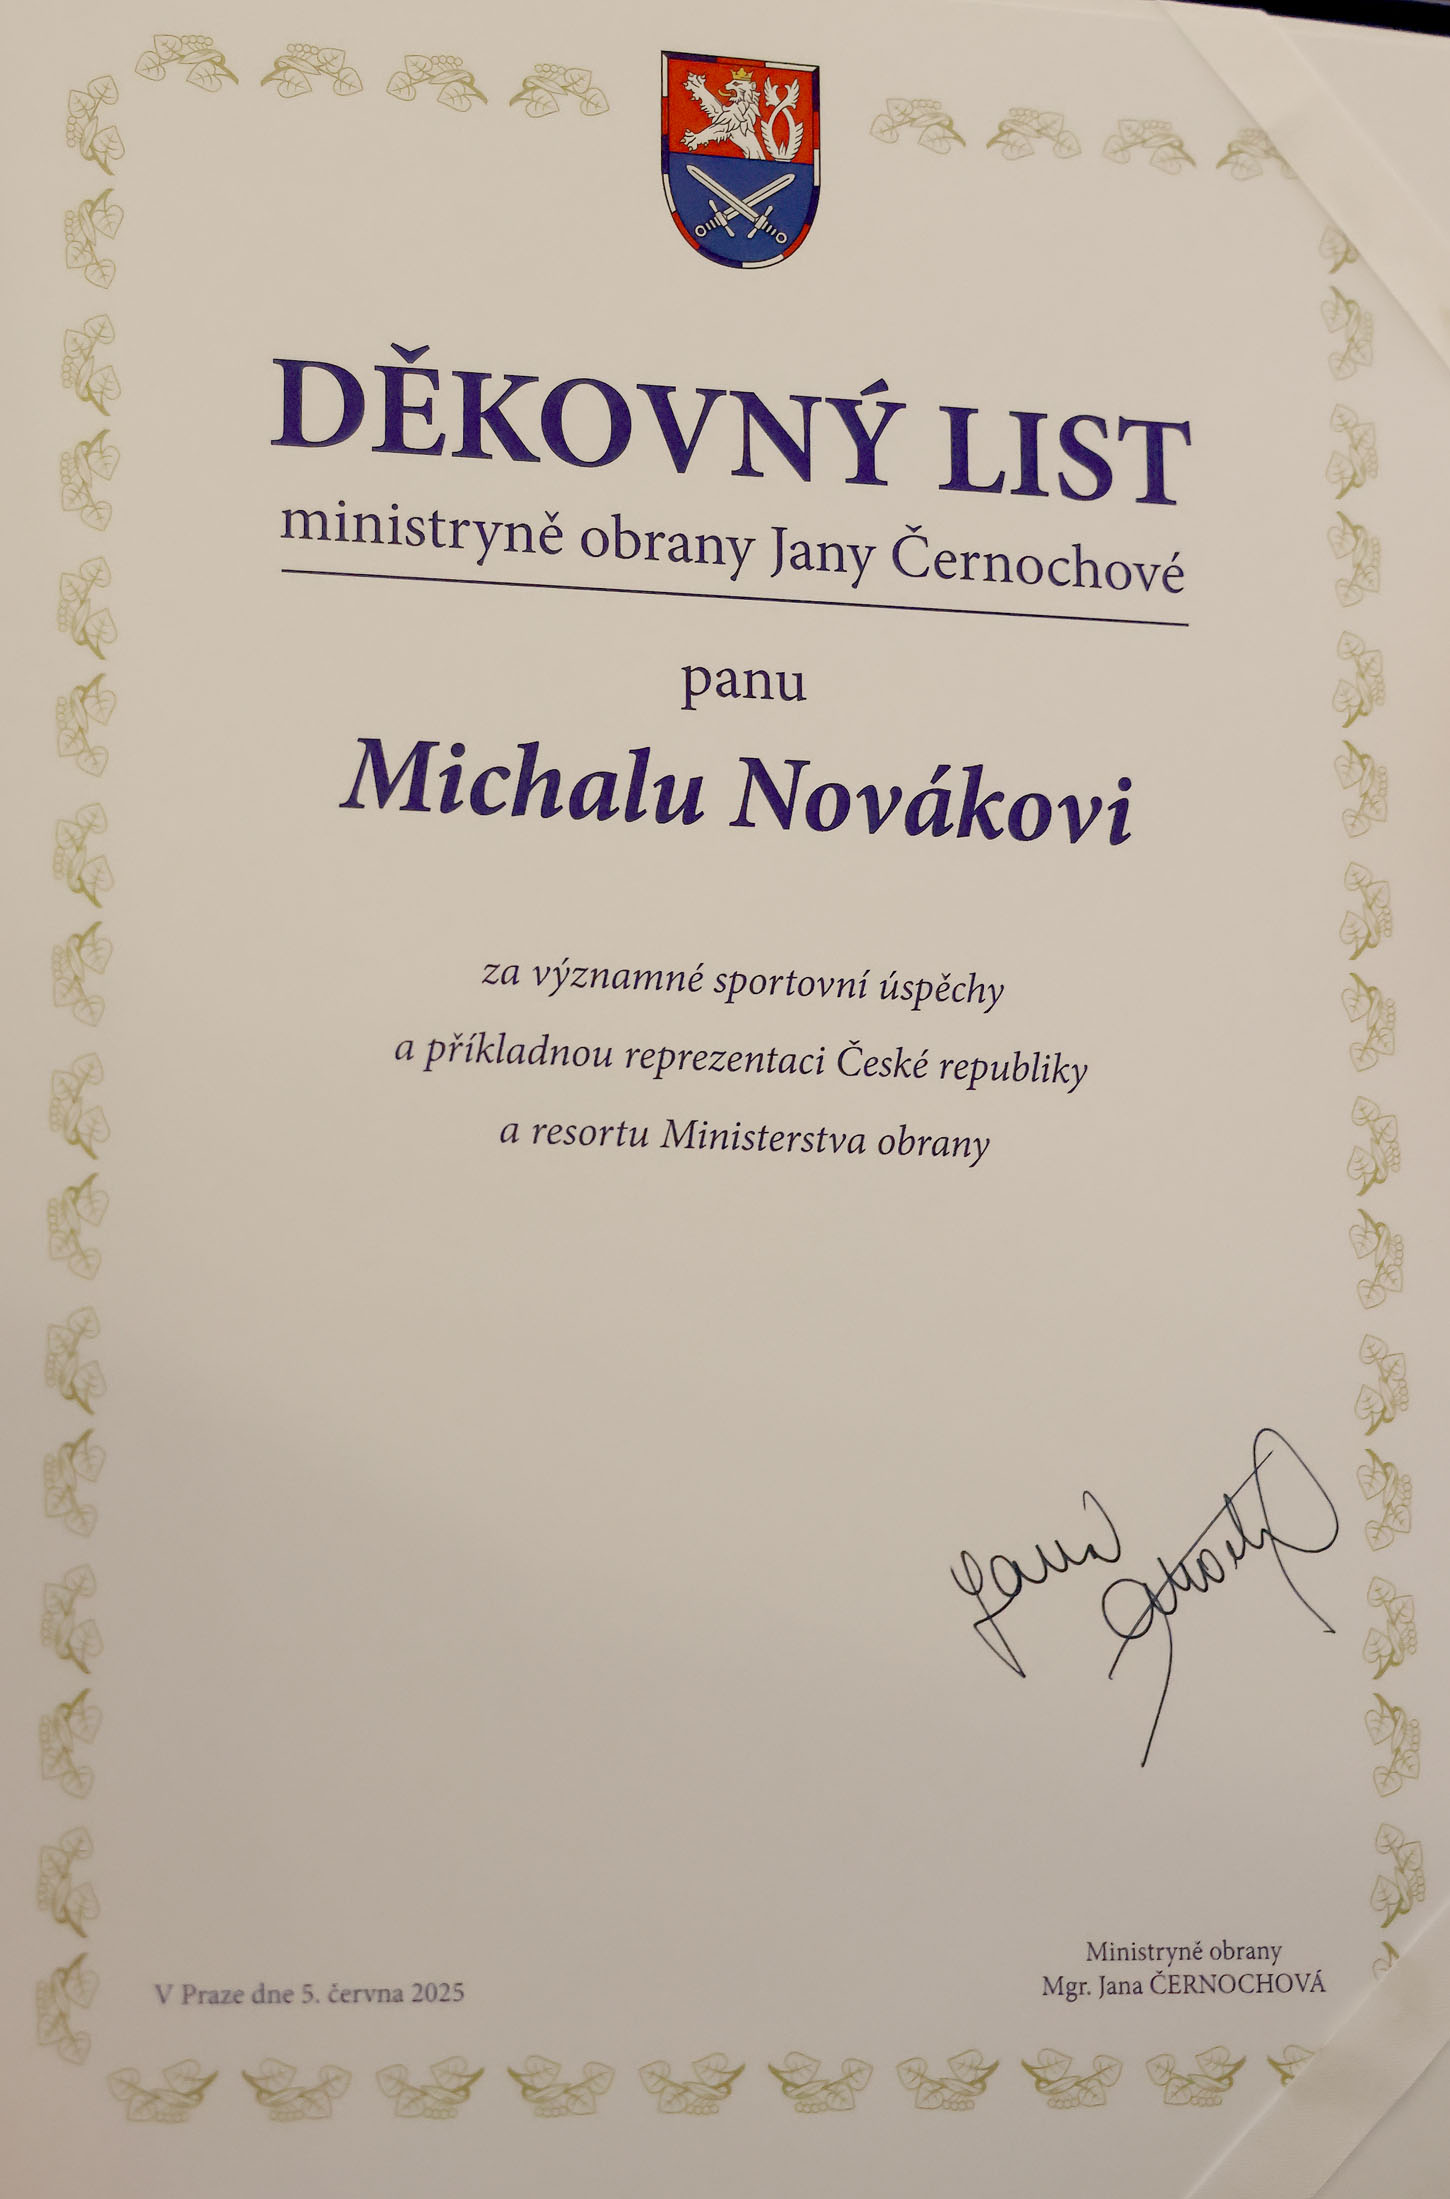 DĚKOVNÝ LIST
ministryně obrany Jany Černochové
panu
Michalu Novákovi
za významné sportovní úspěchy
a příkladnou reprezentaci České republiky
a resortu Ministerstva obrany
Jana
Ministryně obrany
Mgr. Jana ČERNOCHOVÁ
V Praze dne 5. června 2025